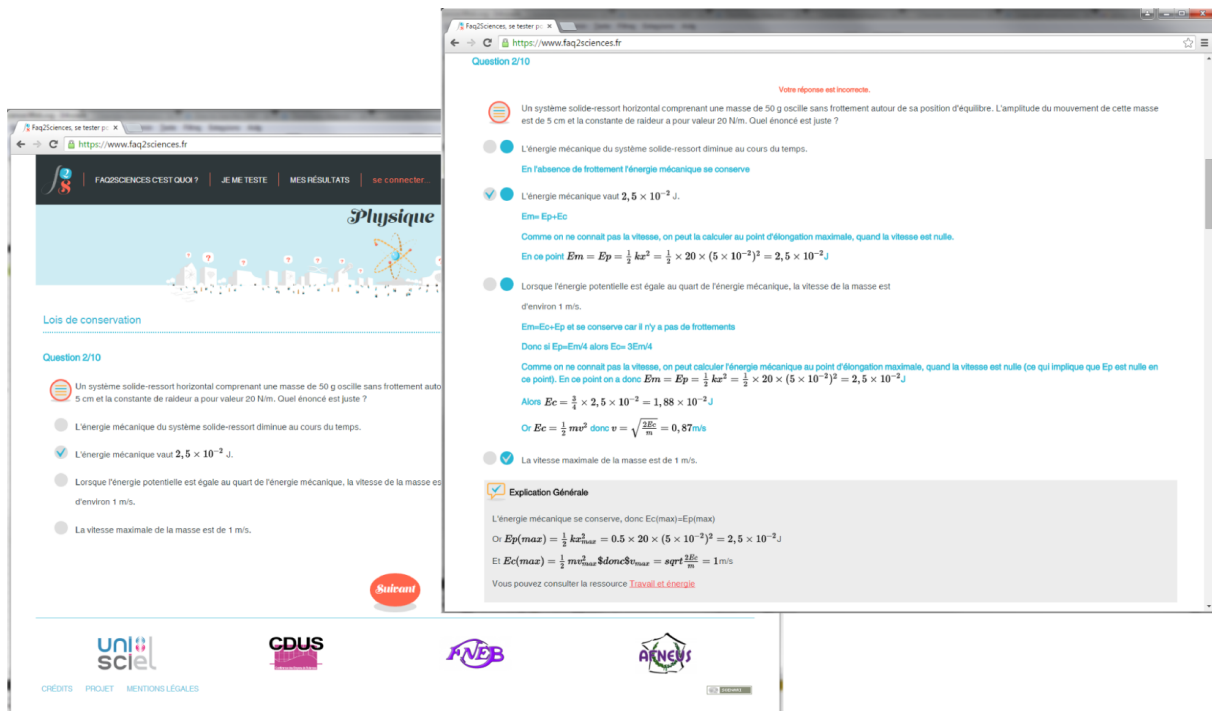 Faq2Sciences, se tester po
https://www.faq2sciences.fr
FAQ2SCIENCES C'EST QUOI ?
JE ME TESTE
MES RÉSULTATS
se connecter...
Physique
Lois de conservation
Question 2/10
Un système solide-ressort horizontal comprenant une masse de 50 g oscille sans frottement auto
5 cm et la constante de raideur a pour valeur 20 N/m. Quel énoncé est juste ?
L'énergie mécanique du système solide-ressort diminue au cours du temps.
L'énergie mécanique vaut 2, 5 × 10⁻² J.
Lorsque l'énergie potentielle est égale au quart de l'énergie mécanique, la vitesse de la masse es
d'environ 1 m/s.
La vitesse maximale de la masse est de 1 m/s.
Suivant
uni sciel
CDUS
FNEB
AFNEUS
CRÉDITS PROJET MENTIONS LÉGALES
Faq2Sciences, se tester po
https://www.faq2sciences.fr
Question 2/10
Votre réponse est incorrecte.
Un système solide-ressort horizontal comprenant une masse de 50 g oscille sans frottement autour de sa position d'équilibre. L'amplitude du mouvement de cette masse
est de 5 cm et la constante de raideur a pour valeur 20 N/m. Quel énoncé est juste ?
L'énergie mécanique du système solide-ressort diminue au cours du temps.
En l'absence de frottement l'énergie mécanique se conserve
L'énergie mécanique vaut 2, 5 × 10⁻² J.
Em= Ep+Ec
Comme on ne connait pas la vitesse, on peut la calculer au point d'élongation maximale, quand la vitesse est nulle.
En ce point Em = Ep = ½ kx² = ½ × 20 × (5 × 10⁻²)² = 2, 5 × 10⁻²J
Lorsque l'énergie potentielle est égale au quart de l'énergie mécanique, la vitesse de la masse est
d'environ 1 m/s.
Em=Ec+Ep et se conserve car il n'y a pas de frottements
Donc si Ep=Em/4 alors Ec= 3Em/4
Comme on ne connait pas la vitesse, on peut calculer l'énergie mécanique au point d'élongation maximale, quand la vitesse est nulle (ce qui implique que Ep est nulle en
ce point). En ce point on a donc Em = Ep = ½ kx² = ½ × 20 × (5 × 10⁻²)² = 2, 5 × 10⁻²J
Alors Ec = ¾ × 2, 5 × 10⁻² = 1, 88 × 10⁻²J
Or Ec = ½ mv² donc v = √(2Ec/m) = 0, 87m/s
La vitesse maximale de la masse est de 1 m/s.
Explication Générale
L'énergie mécanique se conserve, donc Ec(max)=Ep(max)
Or Ep(max) = ½ kx²max = 0.5 × 20 × (5 × 10⁻²)² = 2, 5 × 10⁻²J
Et Ec(max) = ½ mv²max $donc$vmax = sqrt 2Ec/m = 1m/s
Vous pouvez consulter la ressource Travail et énergie